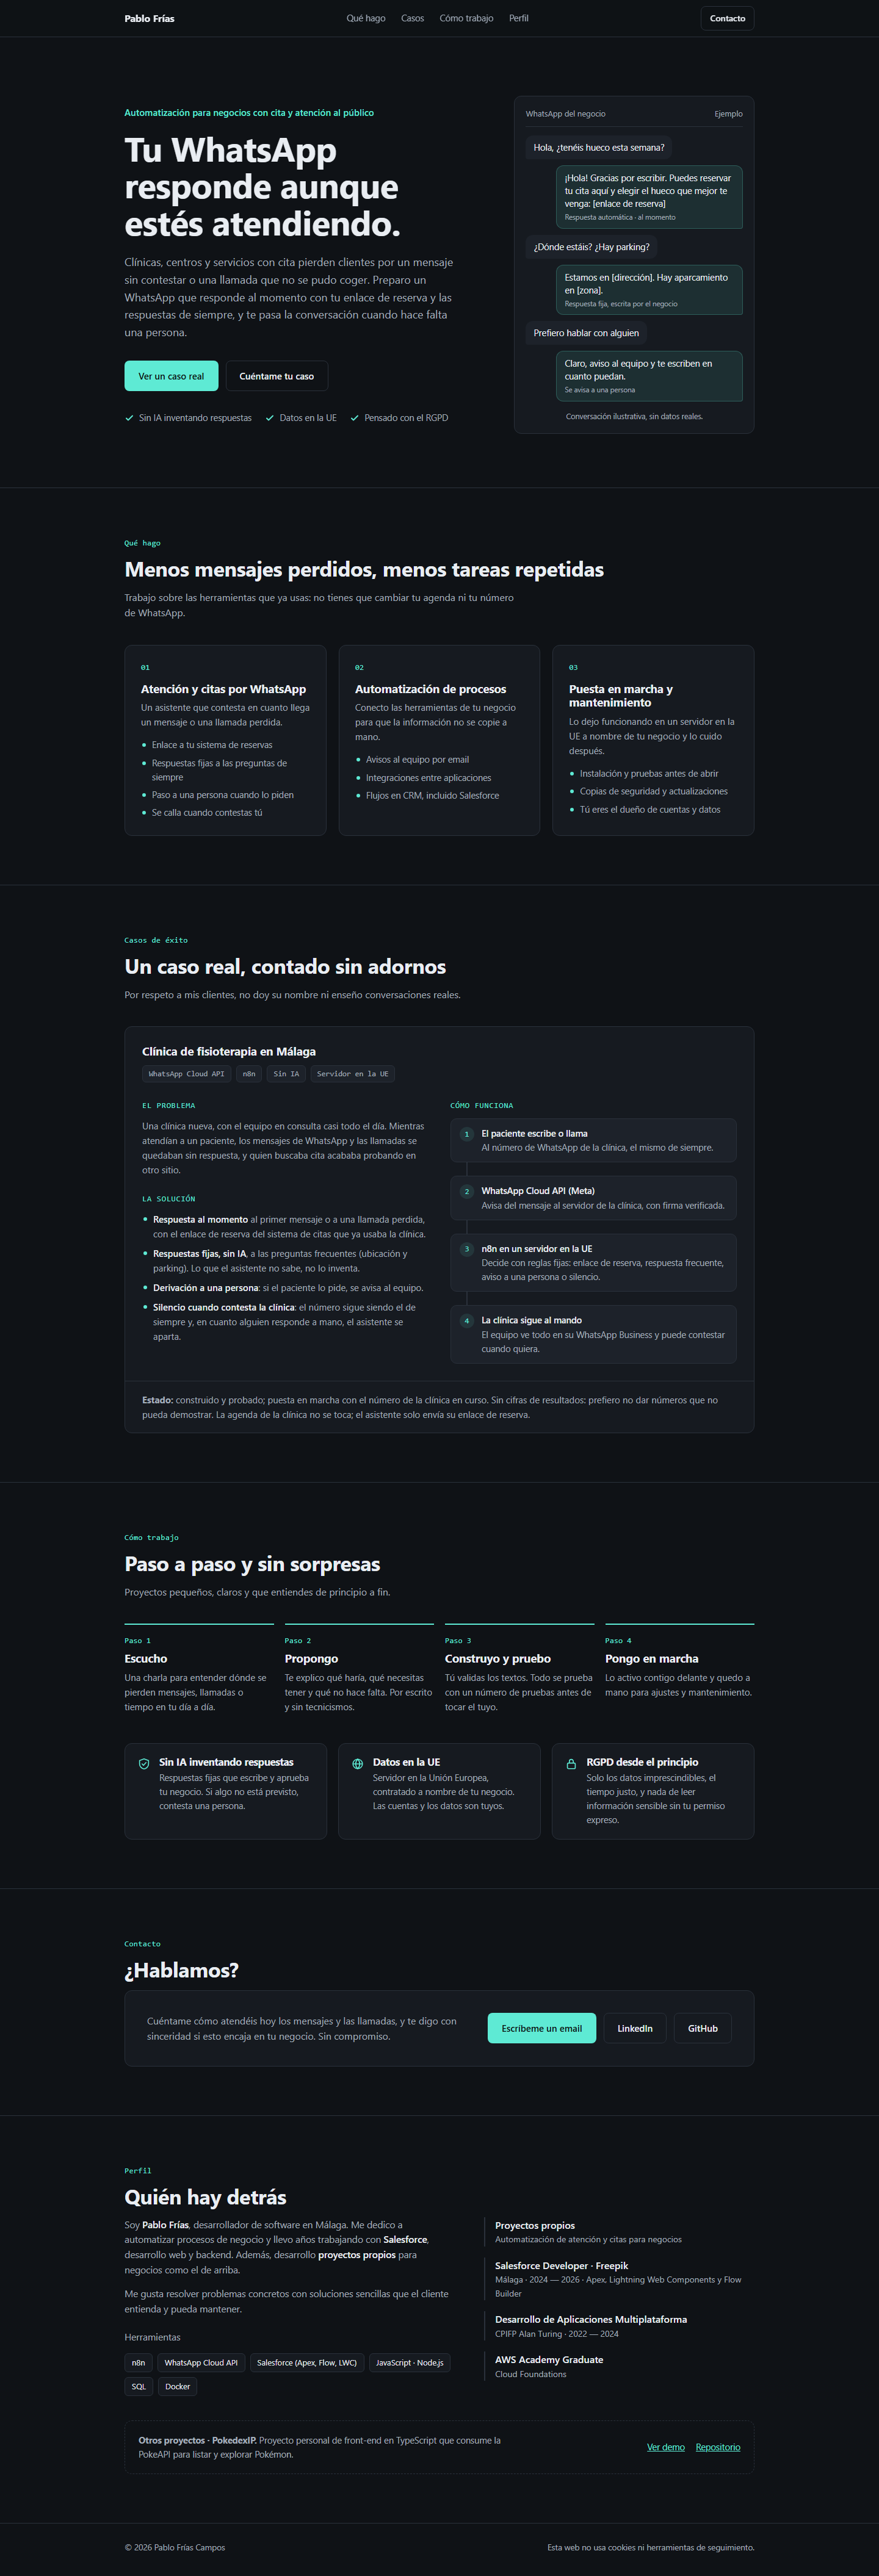 Pablo Frías
Qué hago
Casos
Cómo trabajo
Perfil
Contacto
Automatización para negocios con cita y atención al público
Tu WhatsApp
responde aunque
estés atendiendo.
Clínicas, centros y servicios con cita pierden clientes por un mensaje
sin contestar o una llamada que no se pudo coger. Preparo un
WhatsApp que responde al momento con tu enlace de reserva y las
respuestas de siempre, y te pasa la conversación cuando hace falta
una persona.
Ver un caso real
Cuéntame tu caso
Sin IA inventando respuestas
Datos en la UE
Pensado con el RGPD
WhatsApp del negocio
Ejemplo
Hola, ¿tenéis hueco esta semana?
¡Hola! Gracias por escribir. Puedes reservar
tu cita aquí y elegir el hueco que mejor te
venga: [enlace de reserva]
Respuesta automática · al momento
¿Dónde estáis? ¿Hay parking?
Estamos en [dirección]. Hay aparcamiento
en [zona].
Respuesta fija, escrita por el negocio
Prefiero hablar con alguien
Claro, aviso al equipo y te escriben en
cuanto puedan.
Se avisa a una persona
Conversación ilustrativa, sin datos reales.
Qué hago
Menos mensajes perdidos, menos tareas repetidas
Trabajo sobre las herramientas que ya usas: no tienes que cambiar tu agenda ni tu número
de WhatsApp.
01
Atención y citas por WhatsApp
Un asistente que contesta en cuanto llega
un mensaje o una llamada perdida.
Enlace a tu sistema de reservas
Respuestas fijas a las preguntas de
siempre
Paso a una persona cuando lo piden
Se calla cuando contestas tú
02
Automatización de procesos
Conecto las herramientas de tu negocio
para que la información no se copie a
mano.
Avisos al equipo por email
Integraciones entre aplicaciones
Flujos en CRM, incluido Salesforce
03
Puesta en marcha y
mantenimiento
Lo dejo funcionando en un servidor en la
UE a nombre de tu negocio y lo cuido
después.
Instalación y pruebas antes de abrir
Copias de seguridad y actualizaciones
Tú eres el dueño de cuentas y datos
Casos de éxito
Un caso real, contado sin adornos
Por respeto a mis clientes, no doy su nombre ni enseño conversaciones reales.
Clínica de fisioterapia en Málaga
WhatsApp Cloud API
n8n
Sin IA
Servidor en la UE
EL PROBLEMA
Una clínica nueva, con el equipo en consulta casi todo el día. Mientras
atendían a un paciente, los mensajes de WhatsApp y las llamadas se
quedaban sin respuesta, y quien buscaba cita acababa probando en
otro sitio.
LA SOLUCIÓN
Respuesta al momento al primer mensaje o a una llamada perdida,
con el enlace de reserva del sistema de citas que ya usaba la clínica.
Respuestas fijas, sin IA, a las preguntas frecuentes (ubicación y
parking). Lo que el asistente no sabe, no lo inventa.
Derivación a una persona: si el paciente lo pide, se avisa al equipo.
Silencio cuando contesta la clínica: el número sigue siendo el de
siempre y, en cuanto alguien responde a mano, el asistente se
aparta.
CÓMO FUNCIONA
1
El paciente escribe o llama
Al número de WhatsApp de la clínica, el mismo de siempre.
2
WhatsApp Cloud API (Meta)
Avisa del mensaje al servidor de la clínica, con firma verificada.
3
n8n en un servidor en la UE
Decide con reglas fijas: enlace de reserva, respuesta frecuente,
aviso a una persona o silencio.
4
La clínica sigue al mando
El equipo ve todo en su WhatsApp Business y puede contestar
cuando quiera.
Estado: construido y probado; puesta en marcha con el número de la clínica en curso. Sin cifras de resultados: prefiero no dar números que no
pueda demostrar. La agenda de la clínica no se toca; el asistente solo envía su enlace de reserva.
Cómo trabajo
Paso a paso y sin sorpresas
Proyectos pequeños, claros y que entiendes de principio a fin.
Paso 1
Escucho
Una charla para entender dónde se
pierden mensajes, llamadas o
tiempo en tu día a día.
Paso 2
Propongo
Te explico qué haría, qué necesitas
tener y qué no hace falta. Por escrito
y sin tecnicismos.
Paso 3
Construyo y pruebo
Tú validas los textos. Todo se prueba
con un número de pruebas antes de
tocar el tuyo.
Paso 4
Pongo en marcha
Lo activo contigo delante y quedo a
mano para ajustes y mantenimiento.
Sin IA inventando respuestas
Respuestas fijas que escribe y aprueba
tu negocio. Si algo no está previsto,
contesta una persona.
Datos en la UE
Servidor en la Unión Europea,
contratado a nombre de tu negocio.
Las cuentas y los datos son tuyos.
RGPD desde el principio
Solo los datos imprescindibles, el
tiempo justo, y nada de leer
información sensible sin tu permiso
expreso.
Contacto
¿Hablamos?
Cuéntame cómo atendéis hoy los mensajes y las llamadas, y te digo con
sinceridad si esto encaja en tu negocio. Sin compromiso.
Escríbeme un email
LinkedIn
GitHub
Perfil
Quién hay detrás
Soy Pablo Frías, desarrollador de software en Málaga. Me dedico a
automatizar procesos de negocio y llevo años trabajando con Salesforce,
desarrollo web y backend. Además, desarrollo proyectos propios para
negocios como el de arriba.
Me gusta resolver problemas concretos con soluciones sencillas que el cliente
entienda y pueda mantener.
Herramientas
n8n
WhatsApp Cloud API
Salesforce (Apex, Flow, LWC)
JavaScript · Node.js
SQL
Docker
Proyectos propios
Automatización de atención y citas para negocios
Salesforce Developer · Freepik
Málaga · 2024 — 2026 · Apex, Lightning Web Components y Flow
Builder
Desarrollo de Aplicaciones Multiplataforma
CPIFP Alan Turing · 2022 — 2024
AWS Academy Graduate
Cloud Foundations
Otros proyectos · PokedexIP. Proyecto personal de front-end en TypeScript que consume la
PokeAPI para listar y explorar Pokémon.
Ver demo
Repositorio
© 2026 Pablo Frías Campos
Esta web no usa cookies ni herramientas de seguimiento.